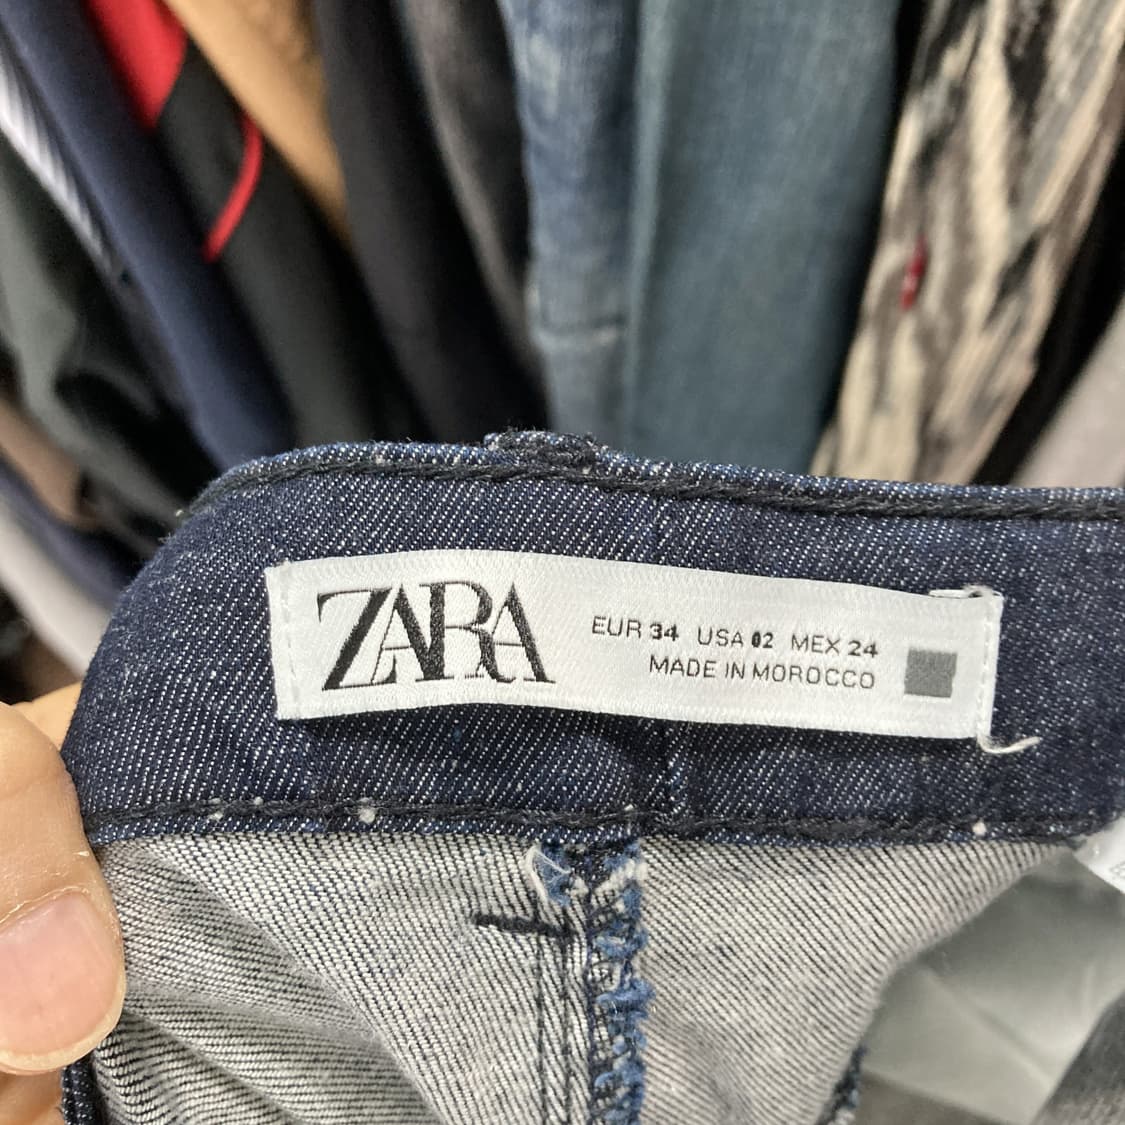 ZARA
EUR 34 USA 02 MEX 24
MADE IN MOROCCO